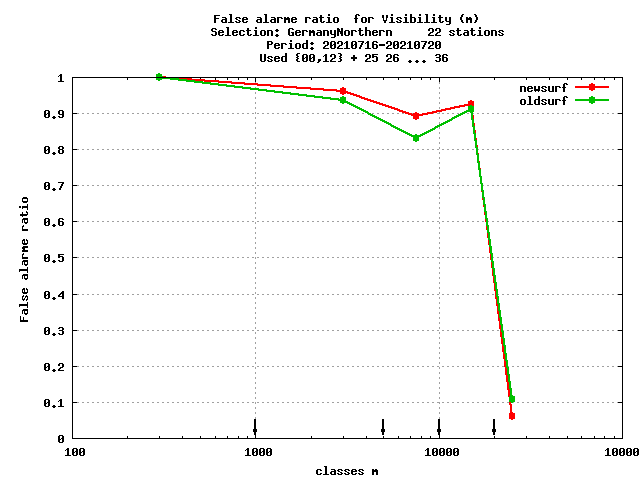 False alarme ratio  for Visibility (m)
Selection: GermanyNorthern     22 stations
Period: 20210716-20210720
Used {00,12} + 25 26 ... 36
newsurf
oldsurf
1
0.9
0.8
0.7
0.6
0.5
0.4
0.3
0.2
0.1
0
False alarme ratio
100
1000
10000
10000
classes m